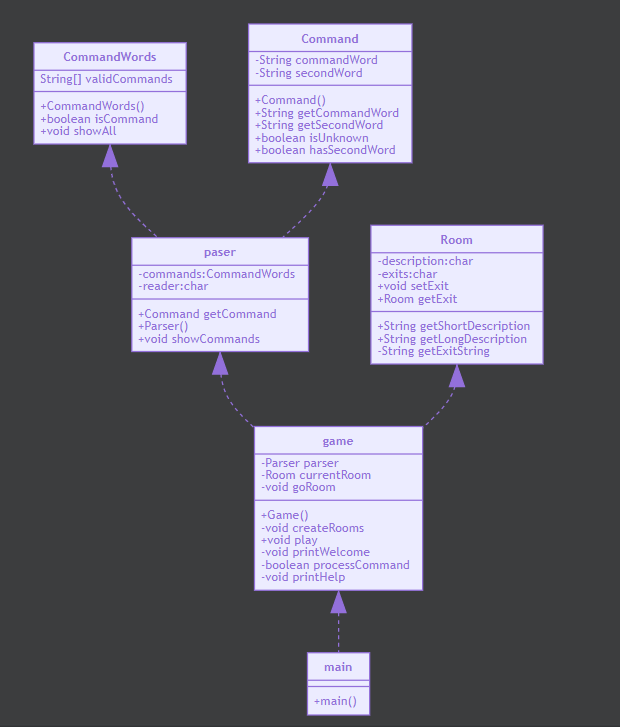 CommandWords
String[] validCommands
+CommandWords()
+boolean isCommand
+void showAll
Command
-String commandWord
-String secondWord
+Command()
+String getCommandWord
+String getSecondWord
+boolean isUnknown
+boolean hasSecondWord
paser
-commands:CommandWords
-reader:char
+Command getCommand
+Parser()
+void showCommands
Room
-description:char
-exits:char
+void setExit
+Room getExit
+String getShortDescription
+String getLongDescription
-String getExitString
game
-Parser parser
-Room currentRoom
-void goRoom
+Game()
-void createRooms
+void play
-void printWelcome
-boolean processCommand
-void printHelp
main
+main()